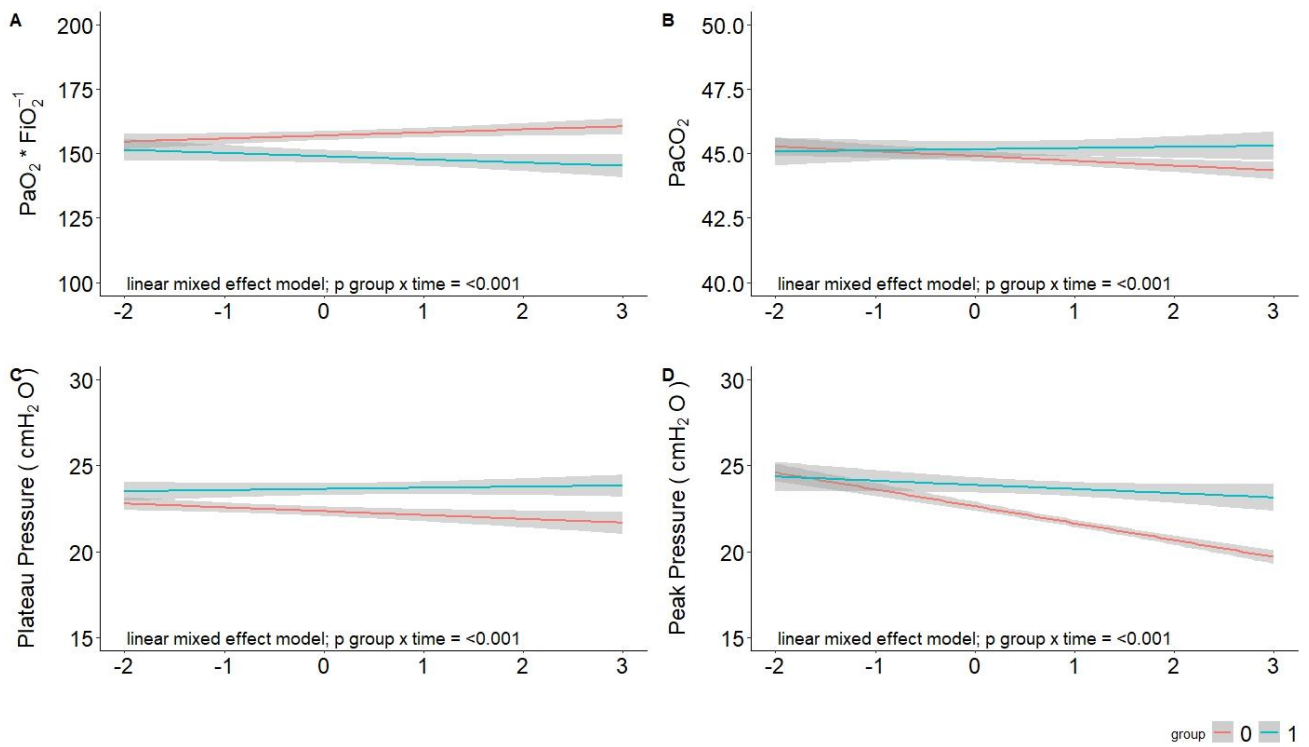 A
200
175
150
125
100
PaO₂ * FiO₂⁻¹
linear mixed effect model; p group x time = <0.001
-2 -1 0 1 2 3
B
50.0
47.5
45.0
42.5
40.0
PaCO₂
linear mixed effect model; p group x time = <0.001
-2 -1 0 1 2 3
C
30
25
20
15
Plateau Pressure ( cmH₂ O )
linear mixed effect model; p group x time = <0.001
-2 -1 0 1 2 3
D
30
25
20
15
Peak Pressure ( cmH₂ O )
linear mixed effect model; p group x time = <0.001
-2 -1 0 1 2 3
group 0 1